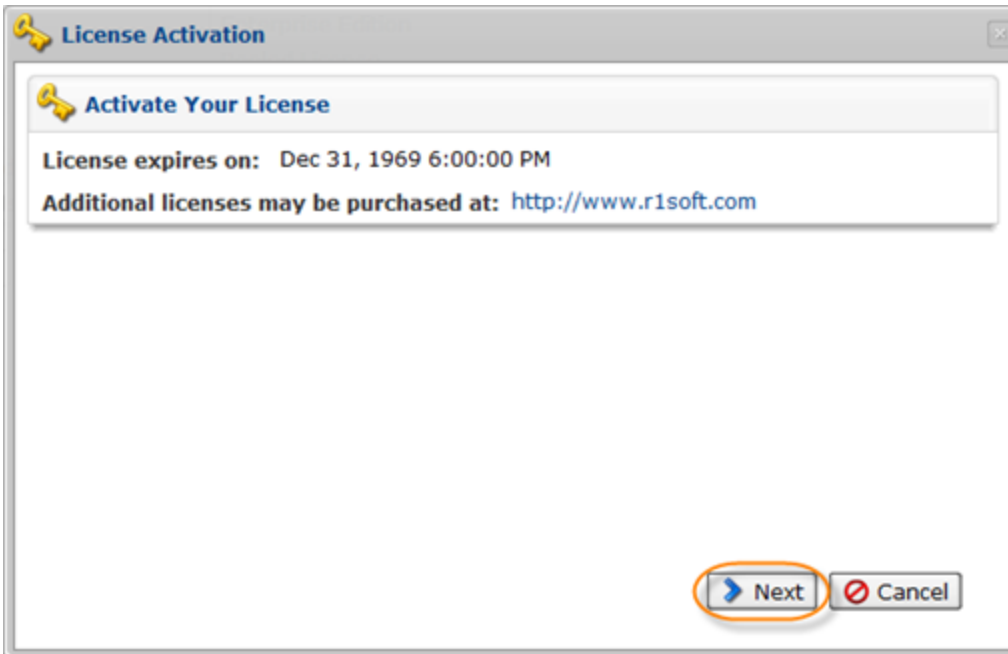 License Activation
Activate Your License
License expires on: Dec 31, 1969 6:00:00 PM
Additional licenses may be purchased at: http://www.r1soft.com
Next Cancel